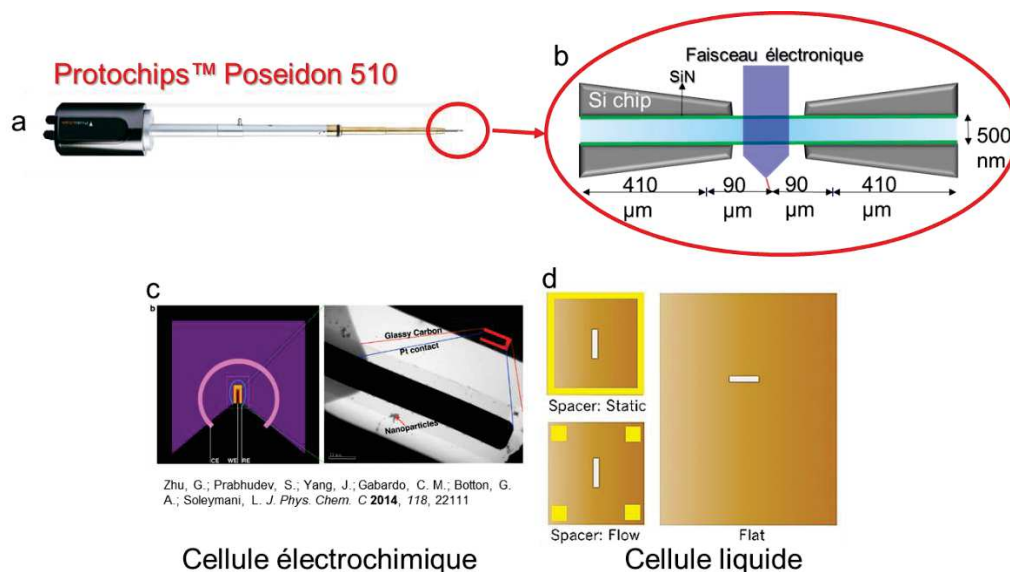 Protochips™ Poseidon 510
a
b
Faisceau électronique
SiN
Si chip
500
nm
410
µm
90
µm
90
µm
410
µm
c
b
CE WE RE
Glassy Carbon
Pt contact
Nanoparticles
Zhu, G.; Prabhudev, S.; Yang, J.; Gabardo, C. M.; Botton, G.
A.; Soleymani, L. J. Phys. Chem. C 2014, 118, 22111
Cellule électrochimique
d
Spacer: Static
Spacer: Flow
Flat
Cellule liquide